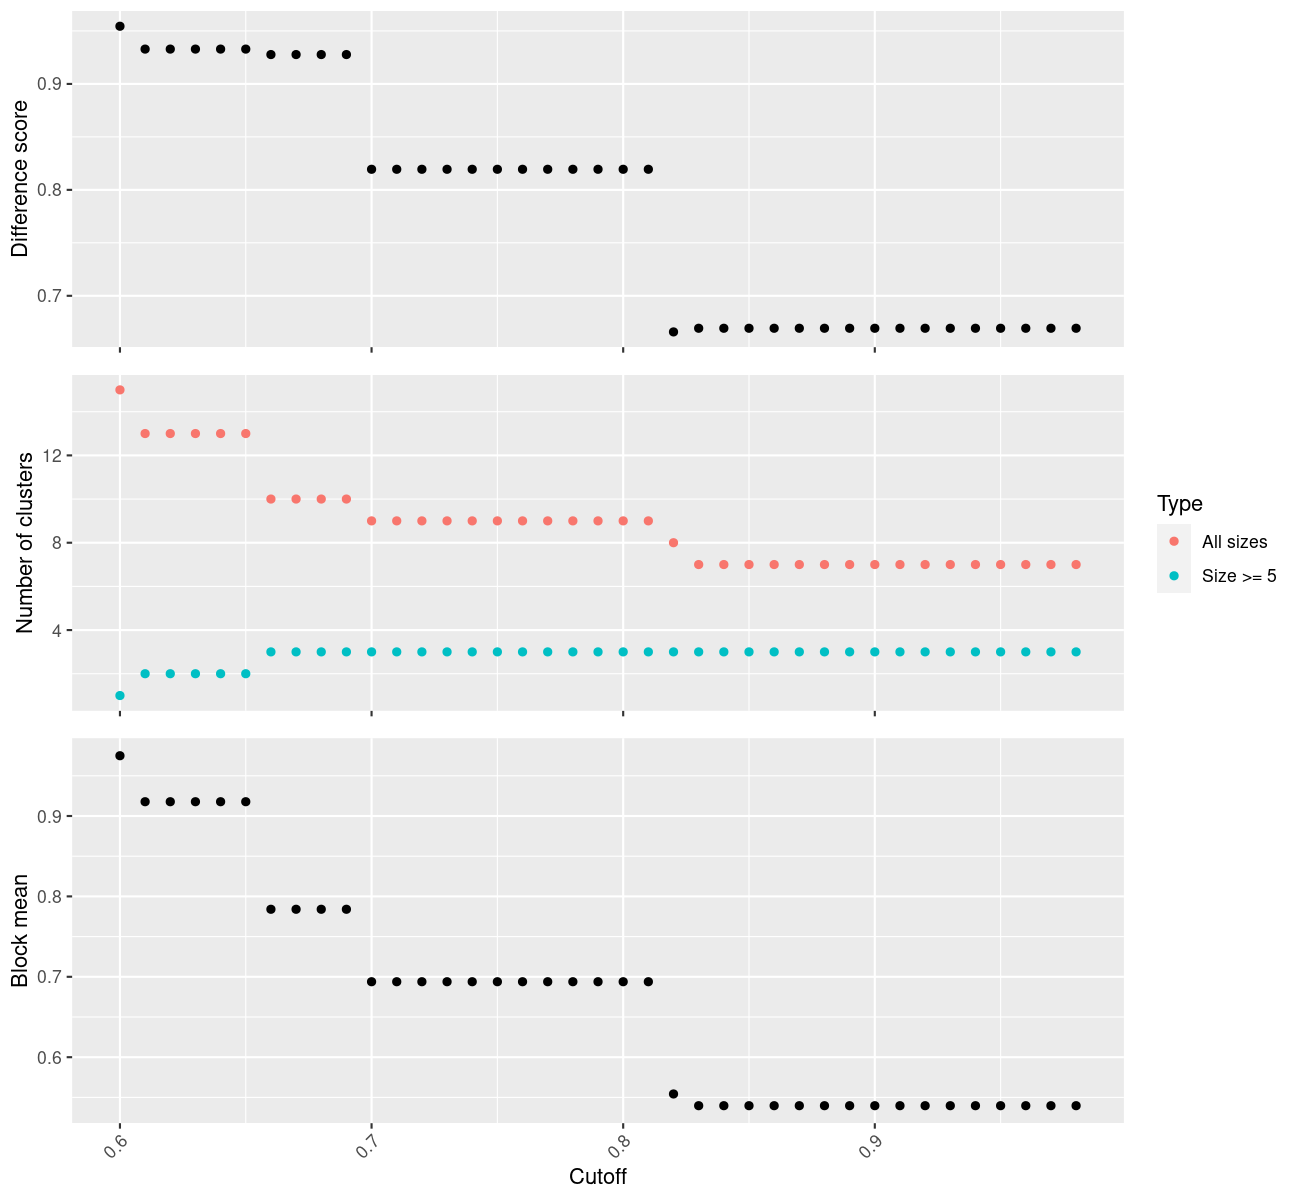 Difference score
0.9
0.8
0.7
Number of clusters
12
8
4
Type
All sizes
Size >= 5
Block mean
0.9
0.8
0.7
0.6
0.6
0.7
0.8
0.9
Cutoff